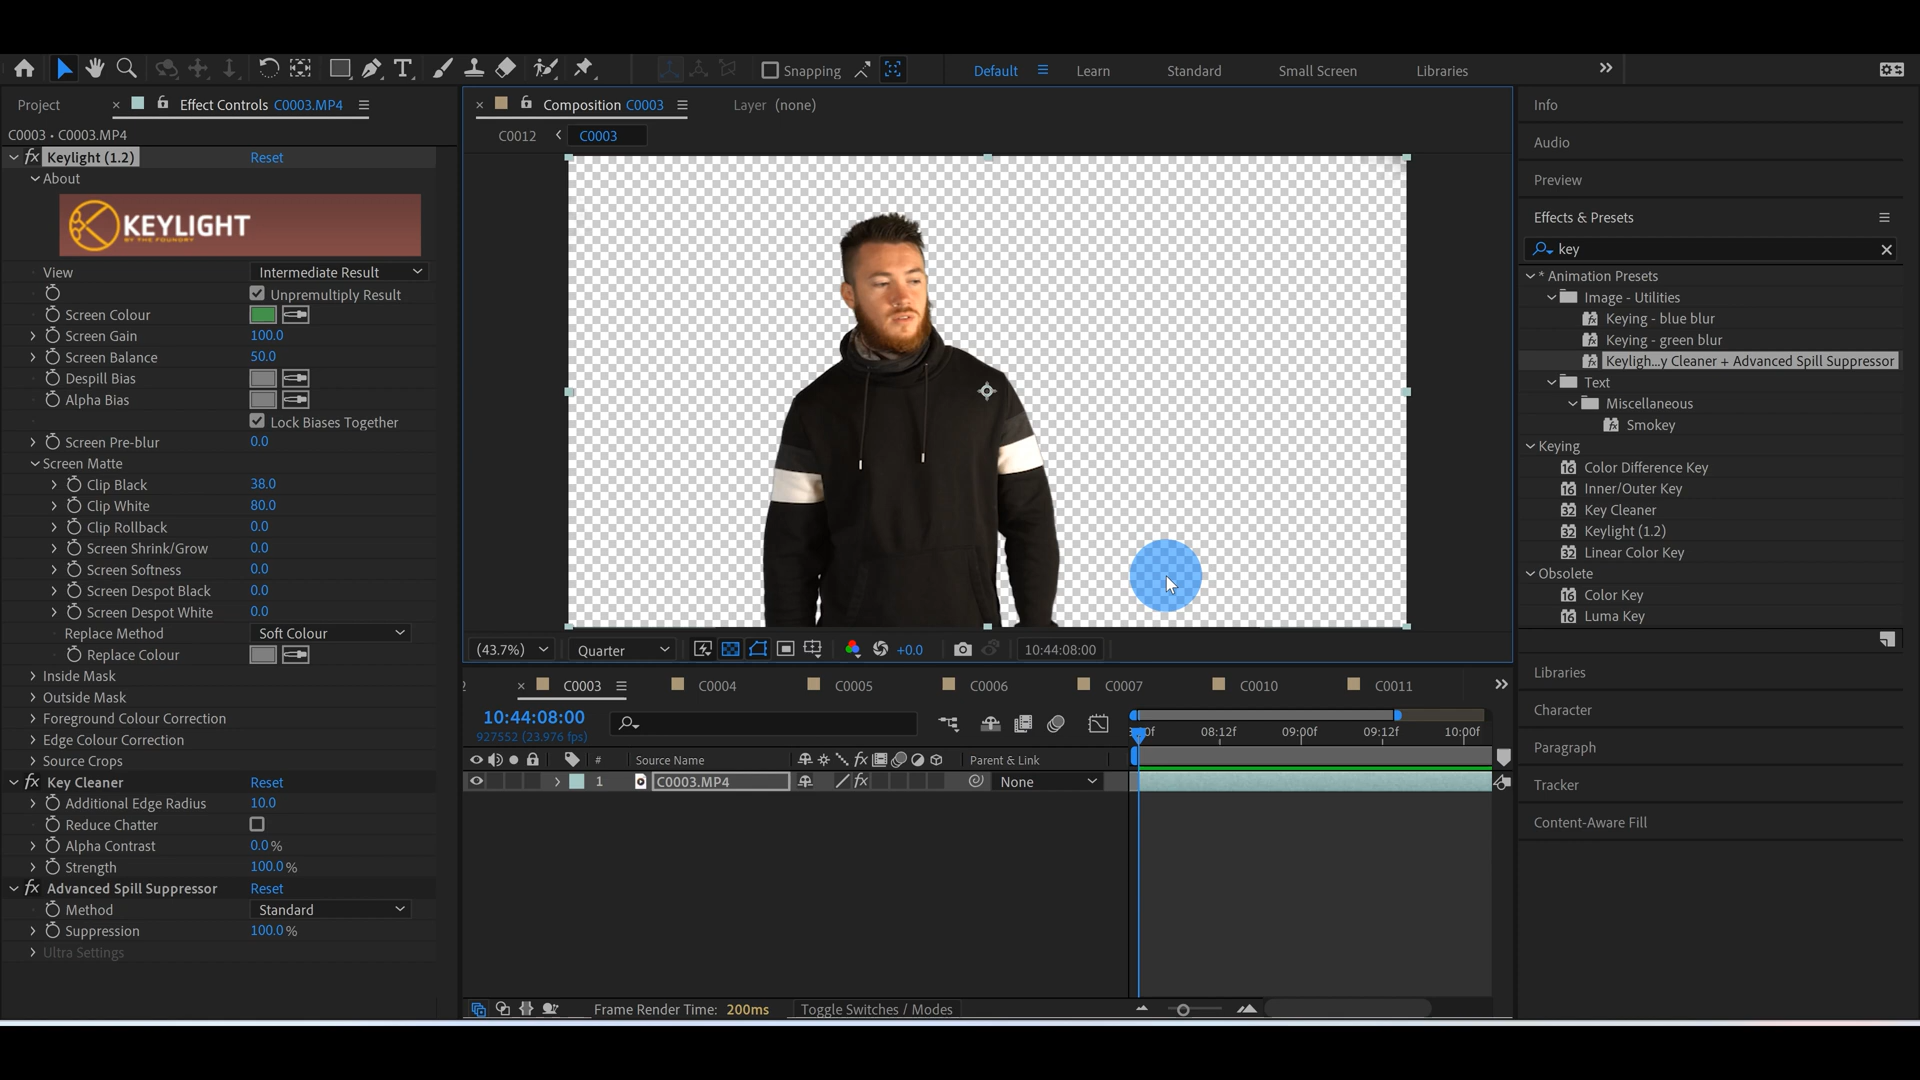 Snapping
Default
Learn
Standard
Small Screen
Libraries
Project
Effect Controls C0003.MP4
C0003 • C0003.MP4
Keylight (1.2)
Reset
About
KEYLIGHT
BY THE FOUNDRY
View
Intermediate Result
Unpremultiply Result
Screen Colour
Screen Gain
100.0
Screen Balance
50.0
Despill Bias
Alpha Bias
Lock Biases Together
Screen Pre-blur
0.0
Screen Matte
Clip Black
38.0
Clip White
80.0
Clip Rollback
0.0
Screen Shrink/Grow
0.0
Screen Softness
0.0
Screen Despot Black
0.0
Screen Despot White
0.0
Replace Method
Soft Colour
Replace Colour
Inside Mask
Outside Mask
Foreground Colour Correction
Edge Colour Correction
Source Crops
Key Cleaner
Reset
Additional Edge Radius
10.0
Reduce Chatter
Alpha Contrast
0.0 %
Strength
100.0 %
Advanced Spill Suppressor
Reset
Method
Standard
Suppression
100.0 %
Ultra Settings
Composition C0003
Layer (none)
C0012
C0003
(43.7%)
Quarter
+0.0
10:44:08:00
2
C0003
C0004
C0005
C0006
C0007
C0010
C0011
10:44:08:00
927552 (23.976 fps)
08:12f
09:00f
09:12f
10:00f
#
Source Name
Parent & Link
1
C0003.MP4
None
Frame Render Time: 200ms
Toggle Switches / Modes
Info
Audio
Preview
Effects & Presets
key
* Animation Presets
Image - Utilities
Keying - blue blur
Keying - green blur
Keyligh...y Cleaner + Advanced Spill Suppressor
Text
Miscellaneous
Smokey
Keying
16 Color Difference Key
16 Inner/Outer Key
32 Key Cleaner
32 Keylight (1.2)
32 Linear Color Key
Obsolete
16 Color Key
16 Luma Key
Libraries
Character
Paragraph
Tracker
Content-Aware Fill